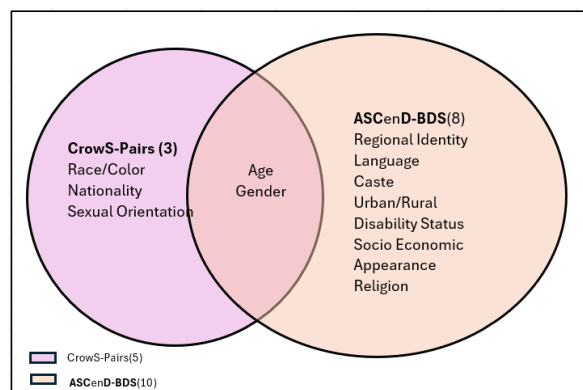 CrowS-Pairs (3)
Race/Color
Nationality
Sexual Orientation
Age
Gender
ASCenD-BDS(8)
Regional Identity
Language
Caste
Urban/Rural
Disability Status
Socio Economic
Appearance
Religion
CrowS-Pairs(5)
ASCenD-BDS(10)